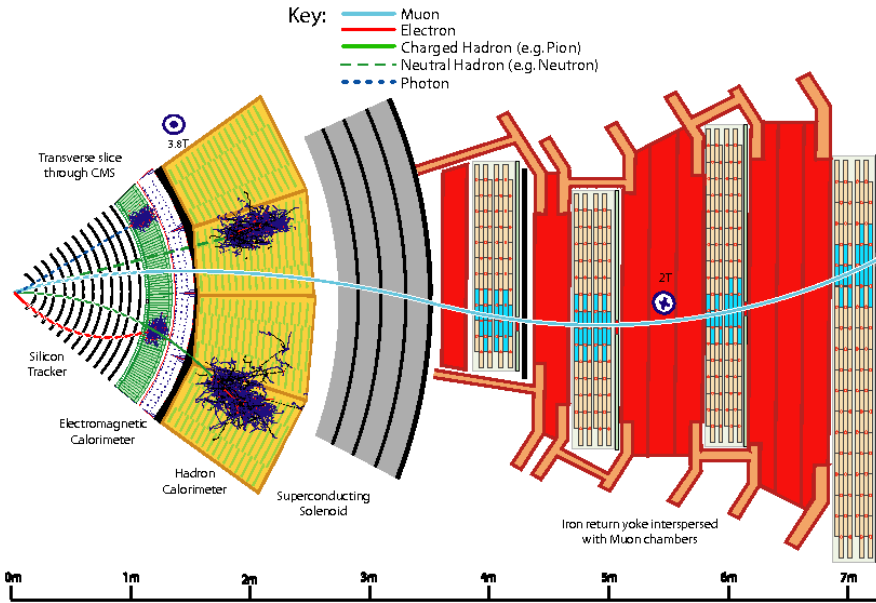 Key:
Muon
Electron
Charged Hadron (e.g. Pion)
Neutral Hadron (e.g. Neutron)
Photon
3.8T
Transverse slice
through CMS
2T
Silicon
Tracker
Electromagnetic
Calorimeter
Hadron
Calorimeter
Superconducting
Solenoid
Iron return yoke interspersed
with Muon chambers
0m 1m 2m 3m 4m 5m 6m 7m